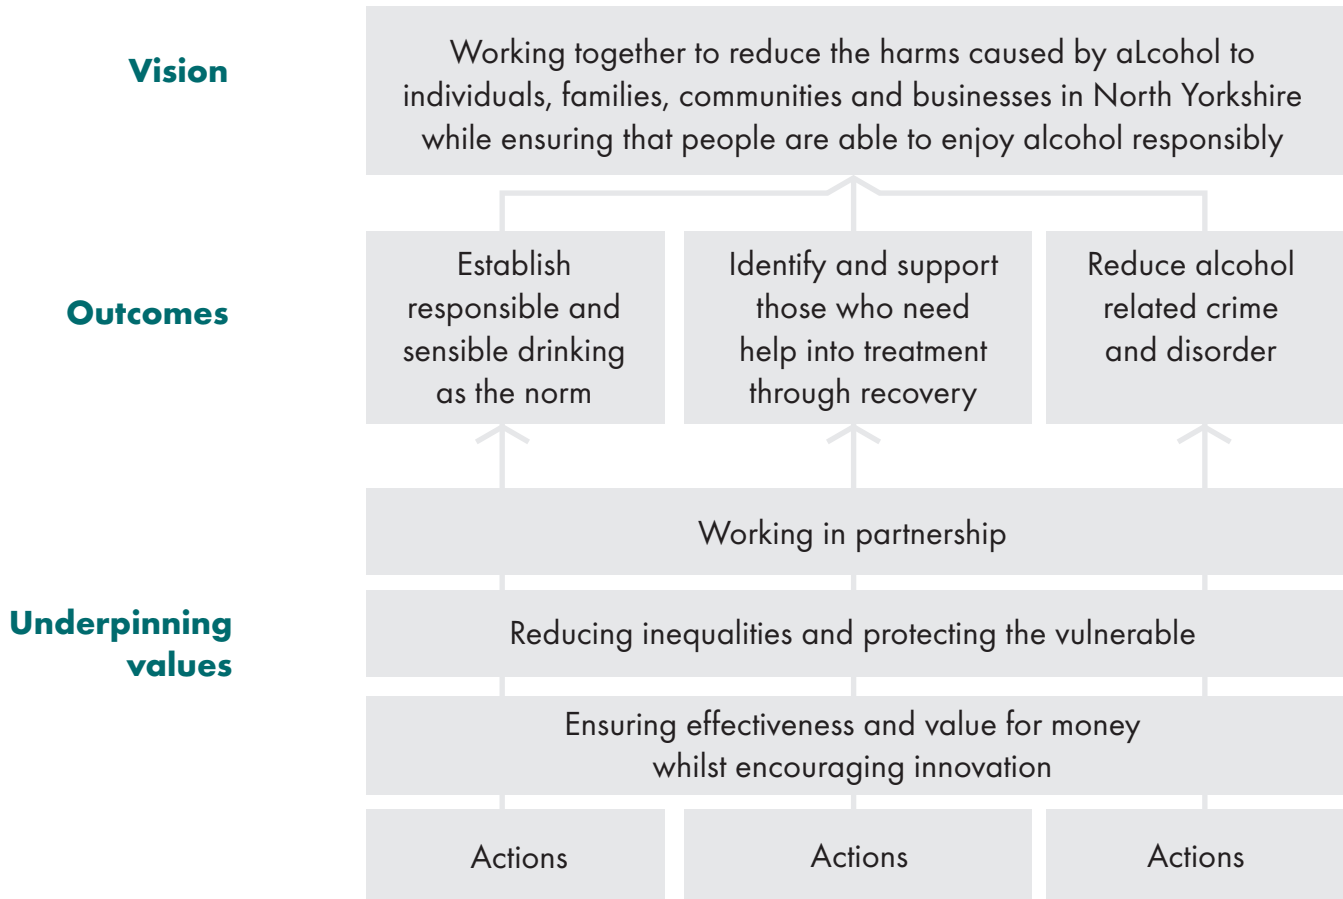 Vision
Working together to reduce the harms caused by aLcohol to
individuals, families, communities and businesses in North Yorkshire
while ensuring that people are able to enjoy alcohol responsibly
Outcomes
Establish
responsible and
sensible drinking
as the norm
Identify and support
those who need
help into treatment
through recovery
Reduce alcohol
related crime
and disorder
Underpinning
values
Working in partnership
Reducing inequalities and protecting the vulnerable
Ensuring effectiveness and value for money
whilst encouraging innovation
Actions
Actions
Actions